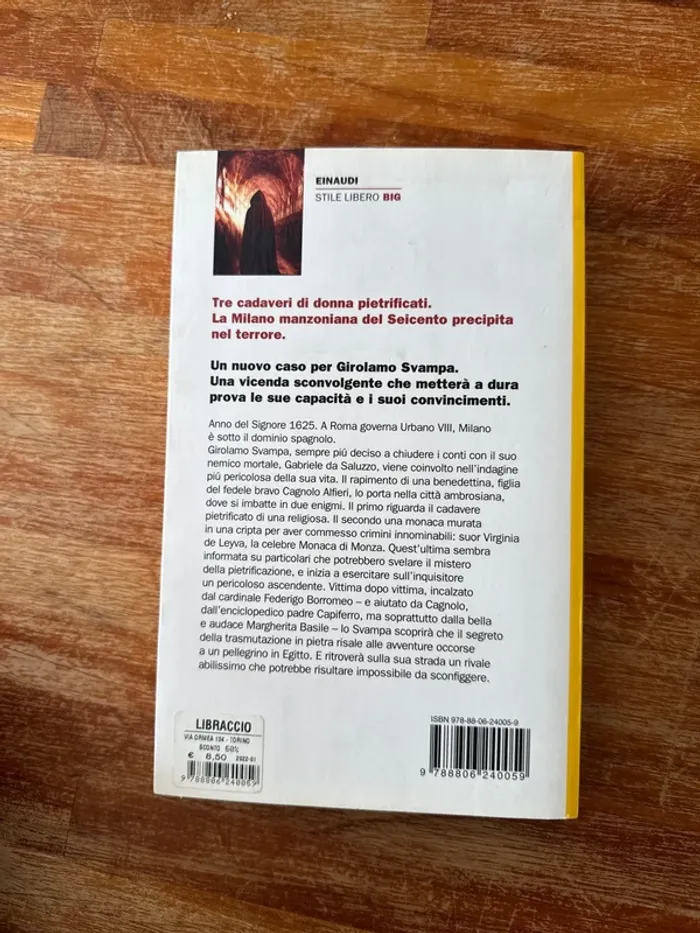 EINAUDI
STILE LIBERO BIG
Tre cadaveri di donna pietrificati.
La Milano manzoniana del Seicento precipita
nel terrore.
Un nuovo caso per Girolamo Svampa.
Una vicenda sconvolgente che metterà a dura
prova le sue capacità e i suoi convincimenti.
Anno del Signore 1625. A Roma governa Urbano VIII, Milano
è sotto il dominio spagnolo.
Girolamo Svampa, sempre piú deciso a chiudere i conti con il suo
nemico mortale, Gabriele da Saluzzo, viene coinvolto nell'indagine
piú pericolosa della sua vita. Il rapimento di una benedettina, figlia
del fedele bravo Cagnolo Alfieri, lo porta nella città ambrosiana,
dove si imbatte in due enigmi. Il primo riguarda il cadavere
pietrificato di una religiosa. Il secondo una monaca murata
in una cripta per aver commesso crimini innominabili: suor Virginia
de Leyva, la celebre Monaca di Monza. Quest'ultima sembra
informata su particolari che potrebbero svelare il mistero
della pietrificazione, e inizia a esercitare sull'inquisitore
un pericoloso ascendente. Vittima dopo vittima, incalzato
dal cardinale Federigo Borromeo – e aiutato da Cagnolo,
dall'enciclopedico padre Capiferro, ma soprattutto dalla bella
e audace Margherita Basile – lo Svampa scoprirà che il segreto
della trasmutazione in pietra risale alle avventure occorse
a un pellegrino in Egitto. E ritroverà sulla sua strada un rivale
abilissimo che potrebbe risultare impossibile da sconfiggere.
LIBRACCIO
VIA ORMEA 134 - TORINO
SCONTO
€ 8,50 2022-01
9 788806 240059
ISBN 978-88-06-24005-9
9 788806 240059